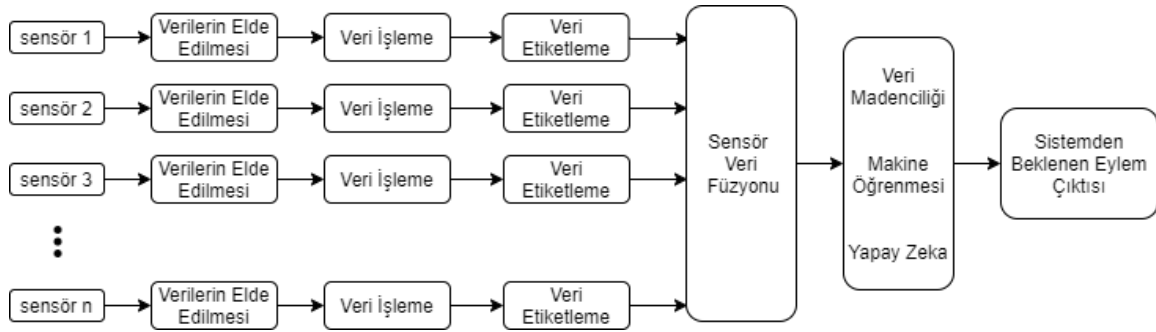 sensör 1
Verilerin Elde
Edilmesi
Veri İşleme
Veri
Etiketleme
sensör 2
Verilerin Elde
Edilmesi
Veri İşleme
Veri
Etiketleme
sensör 3
Verilerin Elde
Edilmesi
Veri İşleme
Veri
Etiketleme
sensör n
Verilerin Elde
Edilmesi
Veri İşleme
Veri
Etiketleme
Sensör
Veri
Füzyonu
Veri
Madenciliği
Makine
Öğrenmesi
Yapay Zeka
Sistemden
Beklenen Eylem
Çıktısı